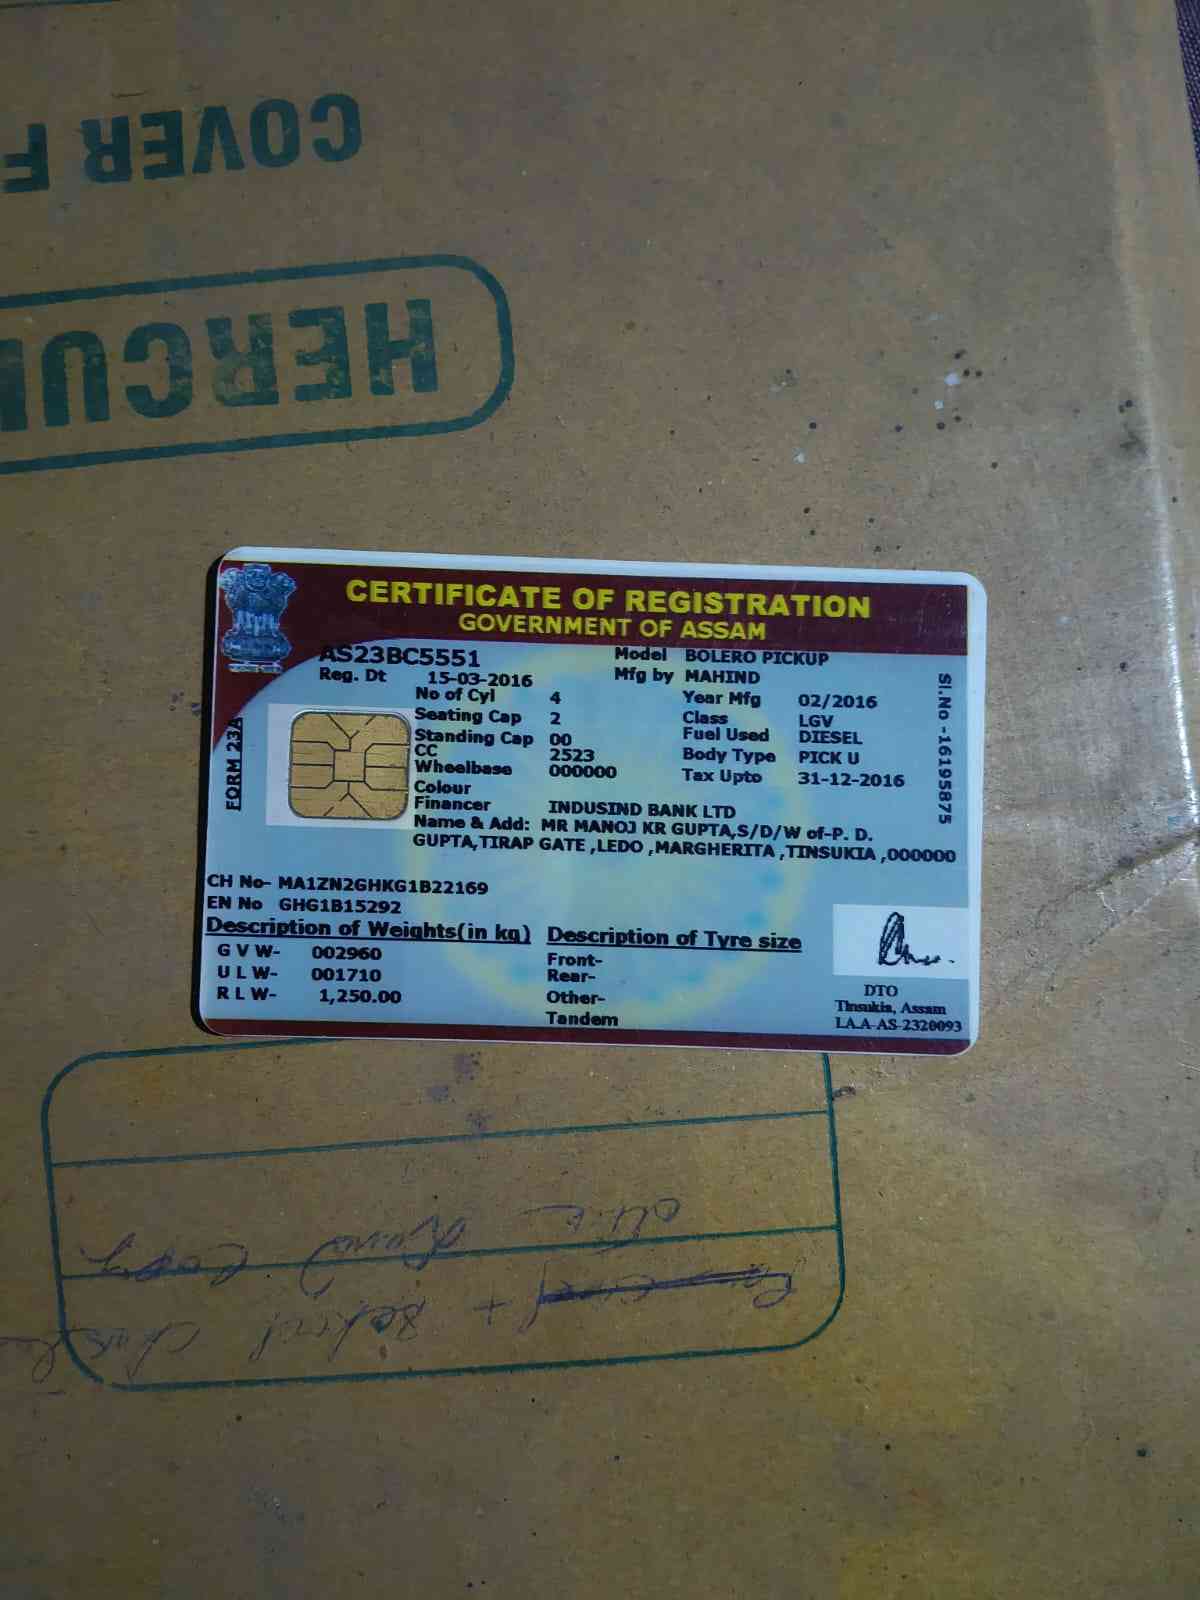 COVER F
HERCUL
CERTIFICATE OF REGISTRATION
GOVERNMENT OF ASSAM
AS23BC5551
Reg. Dt 15-03-2016
Model BOLERO PICKUP
Mfg by MAHIND
No of Cyl 4
Year Mfg 02/2016
Seating Cap 2
Class LGV
Standing Cap 00
Fuel Used DIESEL
CC 2523
Body Type PICK U
Wheelbase 000000
Tax Upto 31-12-2016
Colour
Financer INDUSIND BANK LTD
Name & Add: MR MANOJ KR GUPTA,S/D/W of-P. D.
GUPTA,TIRAP GATE ,LEDO ,MARGHERITA ,TINSUKIA ,000000
FORM 23A
Sl.No -16195875
CH No- MA1ZN2GHKG1B22169
EN No GHG1B15292
Description of Weights(in kg)
G V W- 002960
U L W- 001710
R L W- 1,250.00
Description of Tyre size
Front-
Rear-
Other-
Tandem
DTO
Tinsukia, Assam
I.A.A-AS-2320093